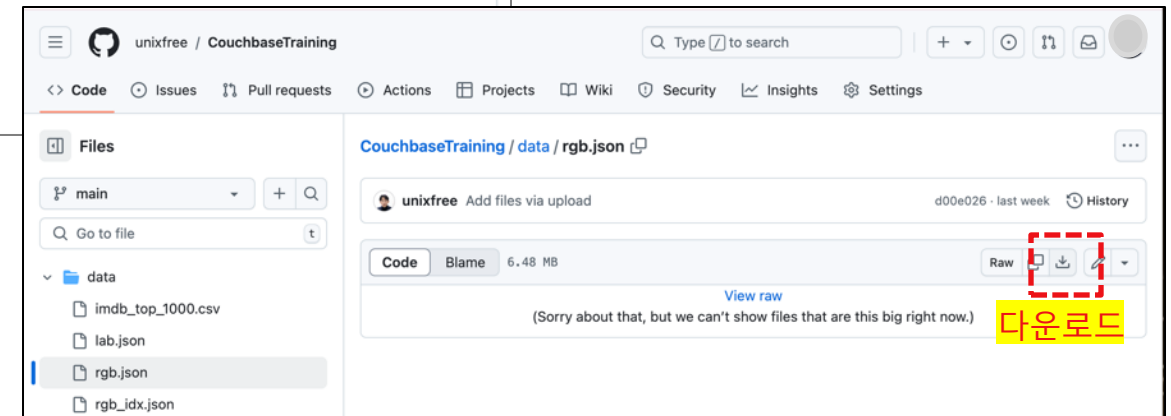 unixfree / CouchbaseTraining
Type / to search
Code Issues Pull requests Actions Projects Wiki Security Insights Settings
Files
CouchbaseTraining / data / rgb.json
main
unixfree Add files via upload
d00e026 · last week History
Go to file t
Code Blame 6.48 MB
Raw
data
View raw
imdb_top_1000.csv
(Sorry about that, but we can't show files that are this big right now.)
다운로드
lab.json
rgb.json
rgb_idx.json